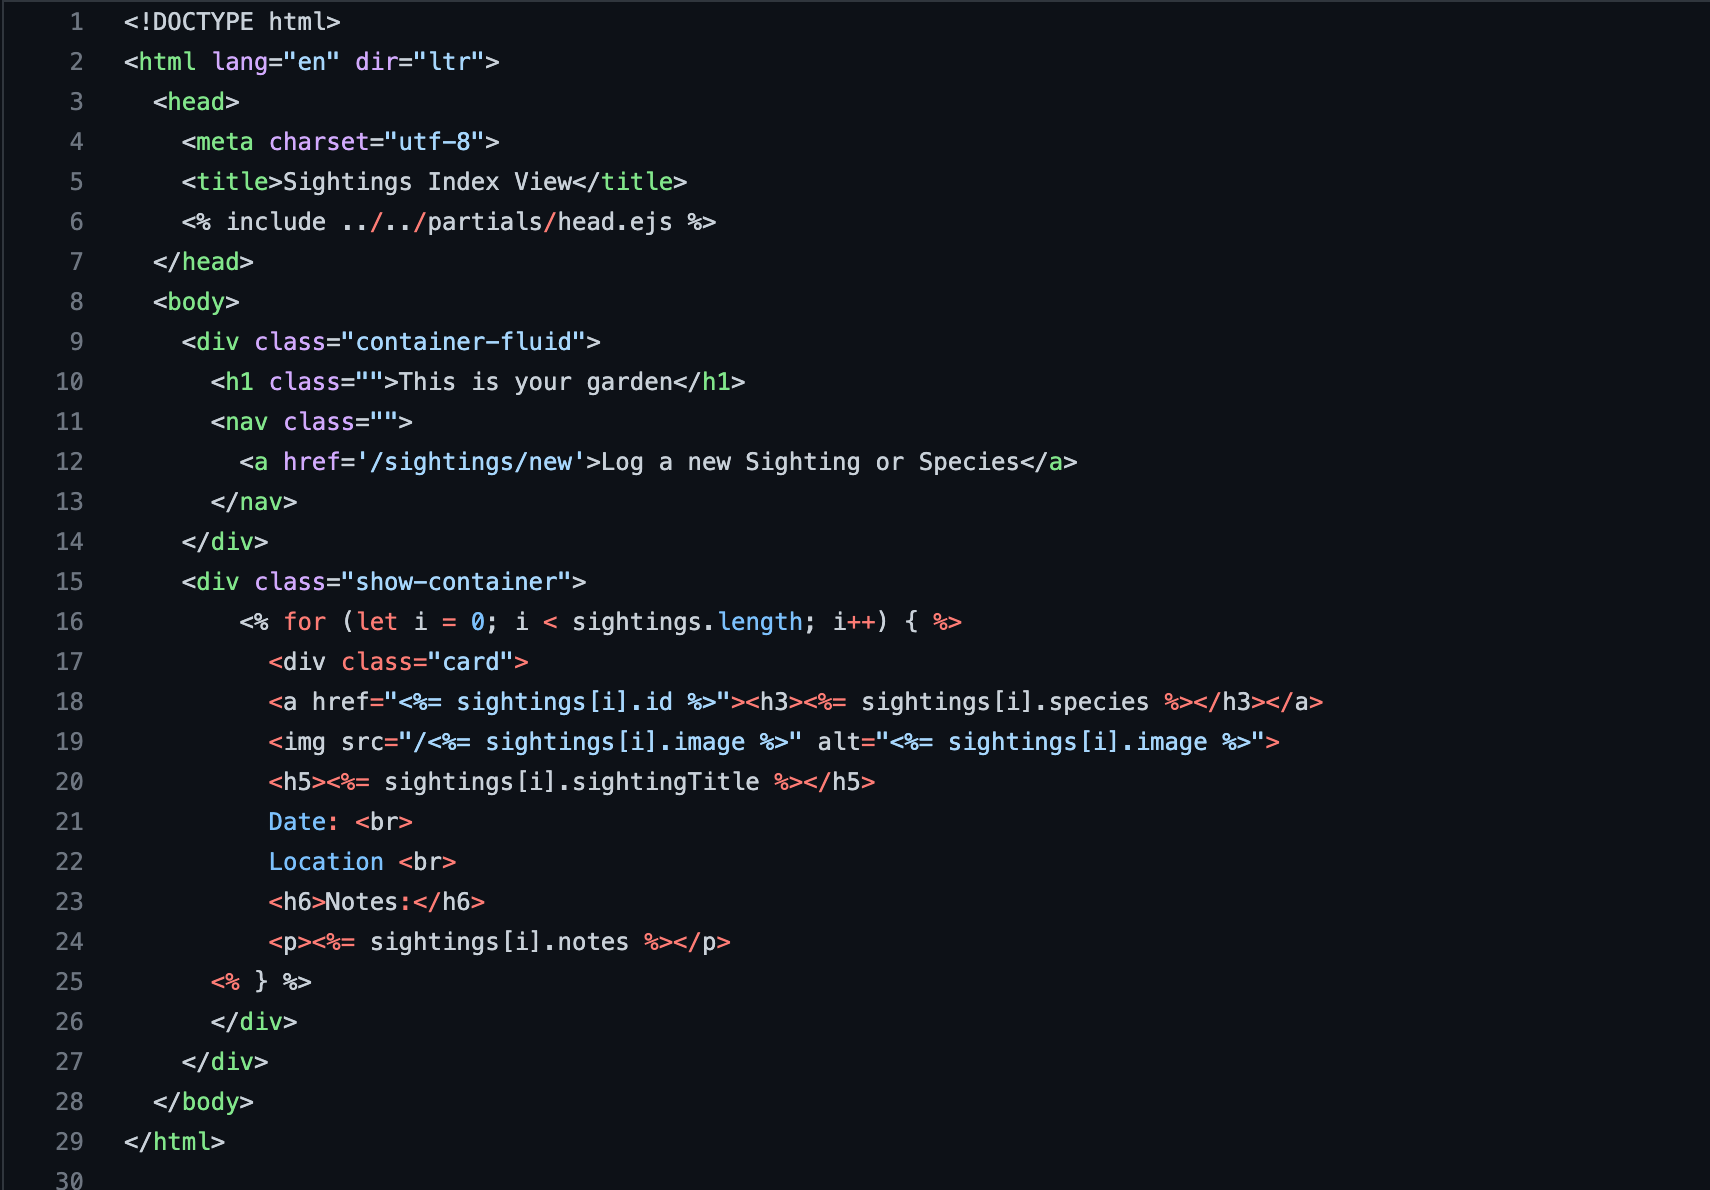 1 <!DOCTYPE html>
2 <html lang="en" dir="ltr">
3   <head>
4     <meta charset="utf-8">
5     <title>Sightings Index View</title>
6     <% include ../../partials/head.ejs %>
7   </head>
8   <body>
9     <div class="container-fluid">
10       <h1 class="">This is your garden</h1>
11       <nav class="">
12         <a href='/sightings/new'>Log a new Sighting or Species</a>
13       </nav>
14     </div>
15     <div class="show-container">
16         <% for (let i = 0; i < sightings.length; i++) { %>
17           <div class="card">
18           <a href="<%= sightings[i].id %>"><h3><%= sightings[i].species %></h3></a>
19           <img src="/<%= sightings[i].image %>" alt="<%= sightings[i].image %>">
20           <h5><%= sightings[i].sightingTitle %></h5>
21           Date: <br>
22           Location <br>
23           <h6>Notes:</h6>
24           <p><%= sightings[i].notes %></p>
25       <% } %>
26       </div>
27     </div>
28   </body>
29 </html>
30